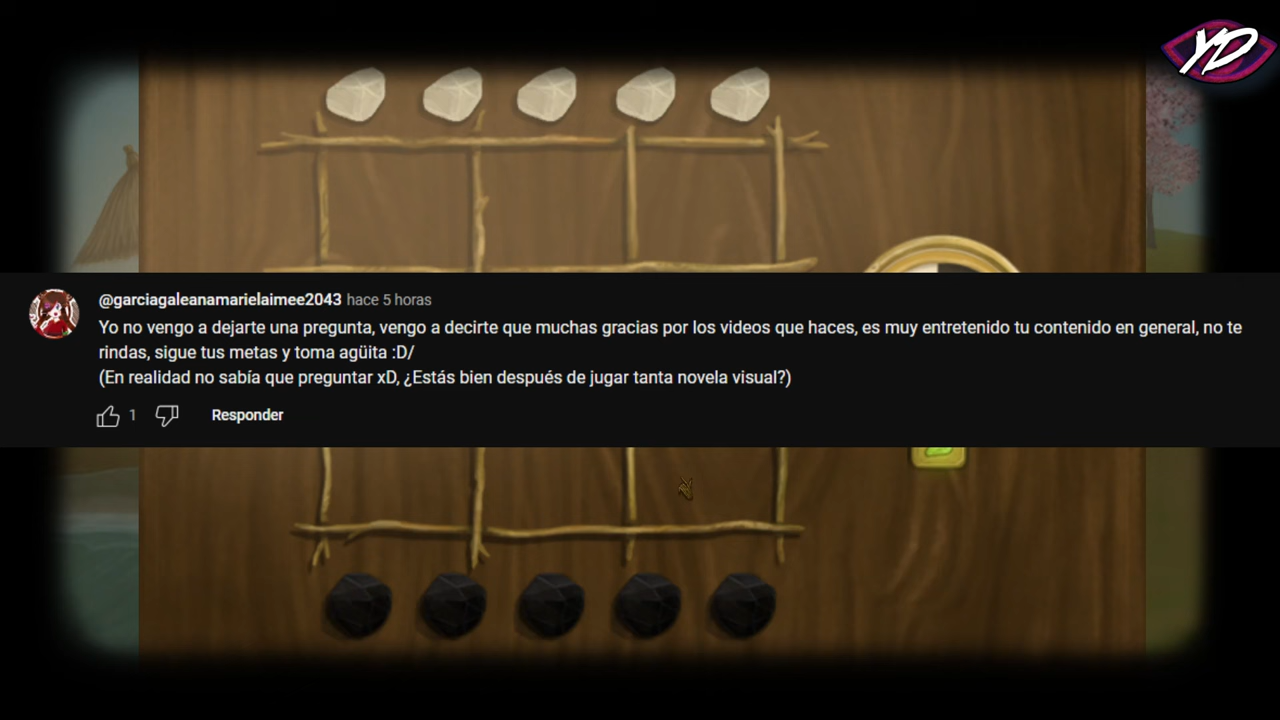 YD
@garciagaleanamarielaimee2043 hace 5 horas
Yo no vengo a dejarte una pregunta, vengo a decirte que muchas gracias por los videos que haces, es muy entretenido tu contenido en general, no te
rindas, sigue tus metas y toma agüita :D/
(En realidad no sabía que preguntar xD, ¿Estás bien después de jugar tanta novela visual?)
1 Responder